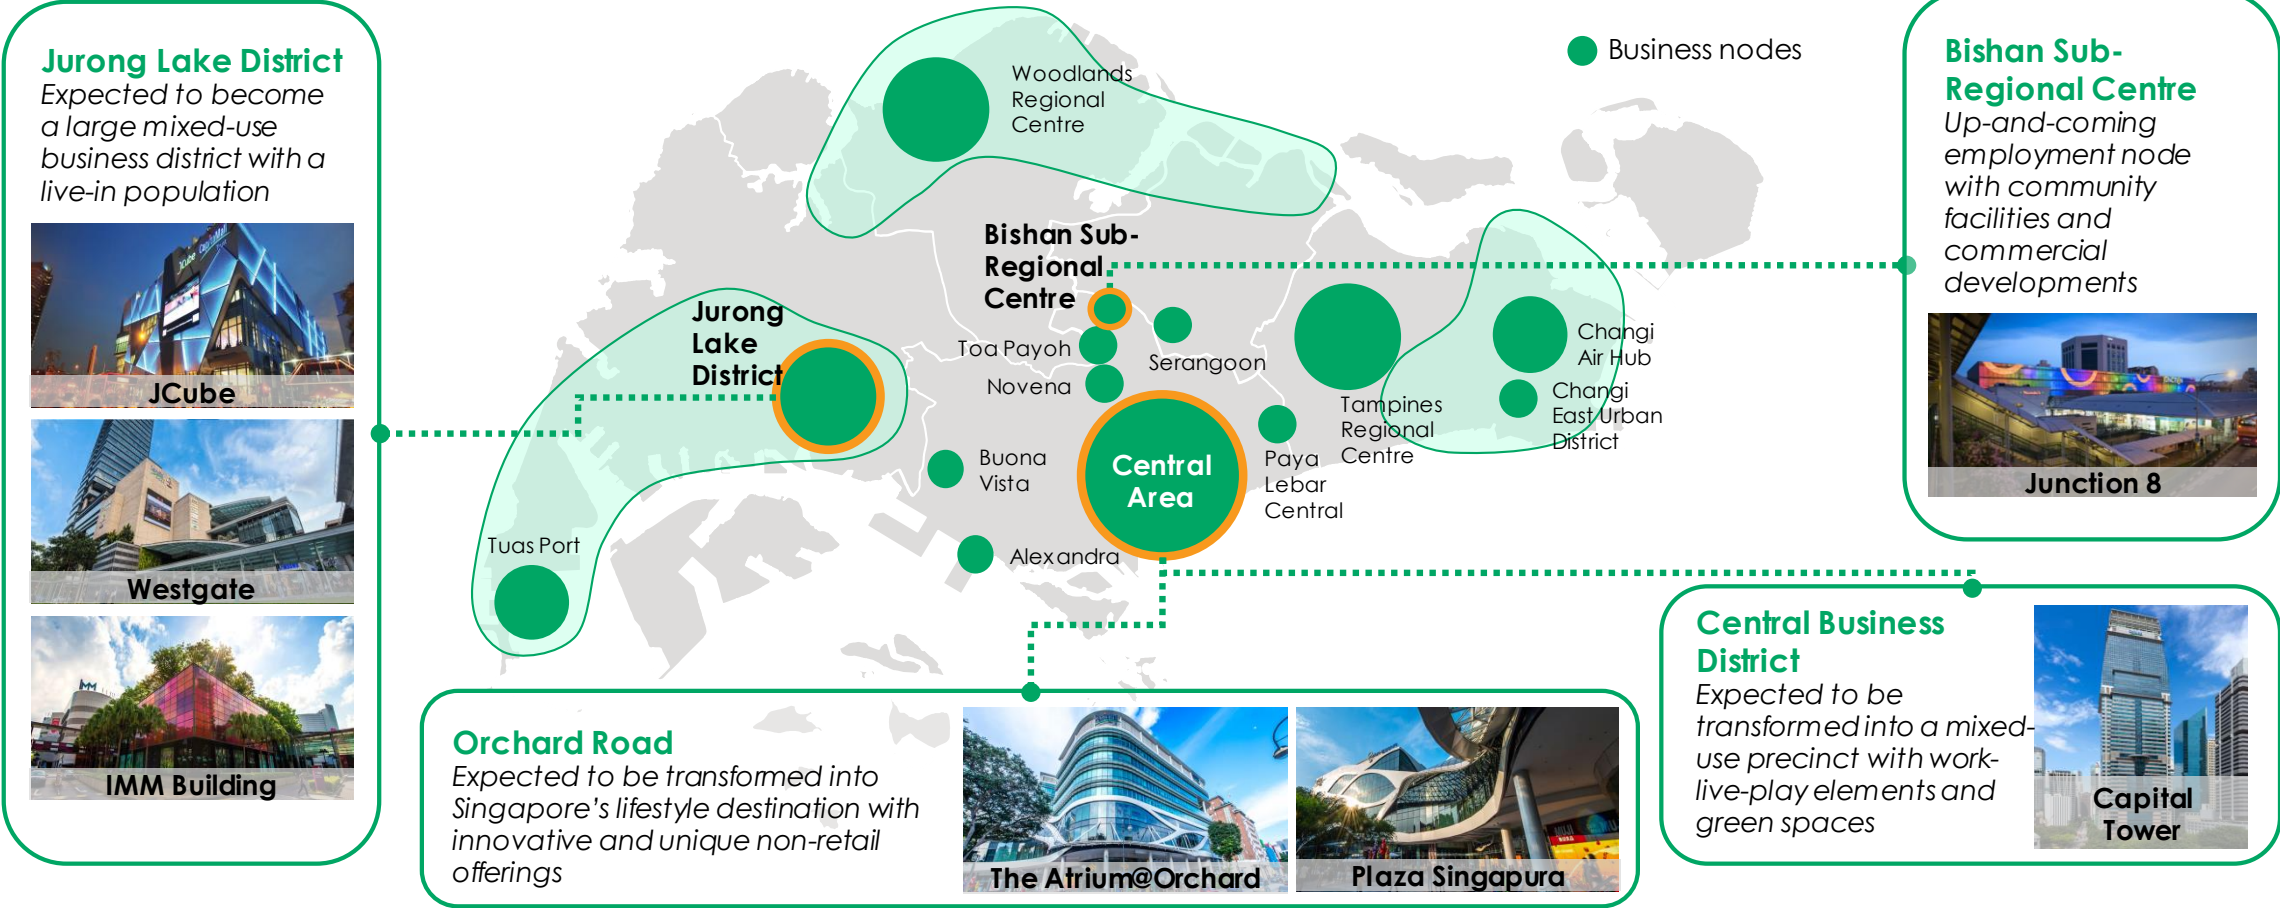 Jurong Lake District
Expected to become
a large mixed-use
business district with a
live-in population
JCube
Westgate
IMM Building
Business nodes
Woodlands
Regional
Centre
Bishan Sub-
Regional
Centre
Jurong
Lake
District
Toa Payoh
Novena
Serangoon
Changi
Air Hub
Changi
East Urban
District
Tampines
Regional
Centre
Buona
Vista
Central
Area
Paya
Lebar
Central
Tuas Port
Alexandra
Bishan Sub-
Regional Centre
Up-and-coming
employment node
with community
facilities and
commercial
developments
Junction 8
Orchard Road
Expected to be transformed into
Singapore's lifestyle destination with
innovative and unique non-retail
offerings
The Atrium@Orchard
Plaza Singapura
Central Business
District
Expected to be
transformed into a mixed-
use precinct with work-
live-play elements and
green spaces
Capital
Tower